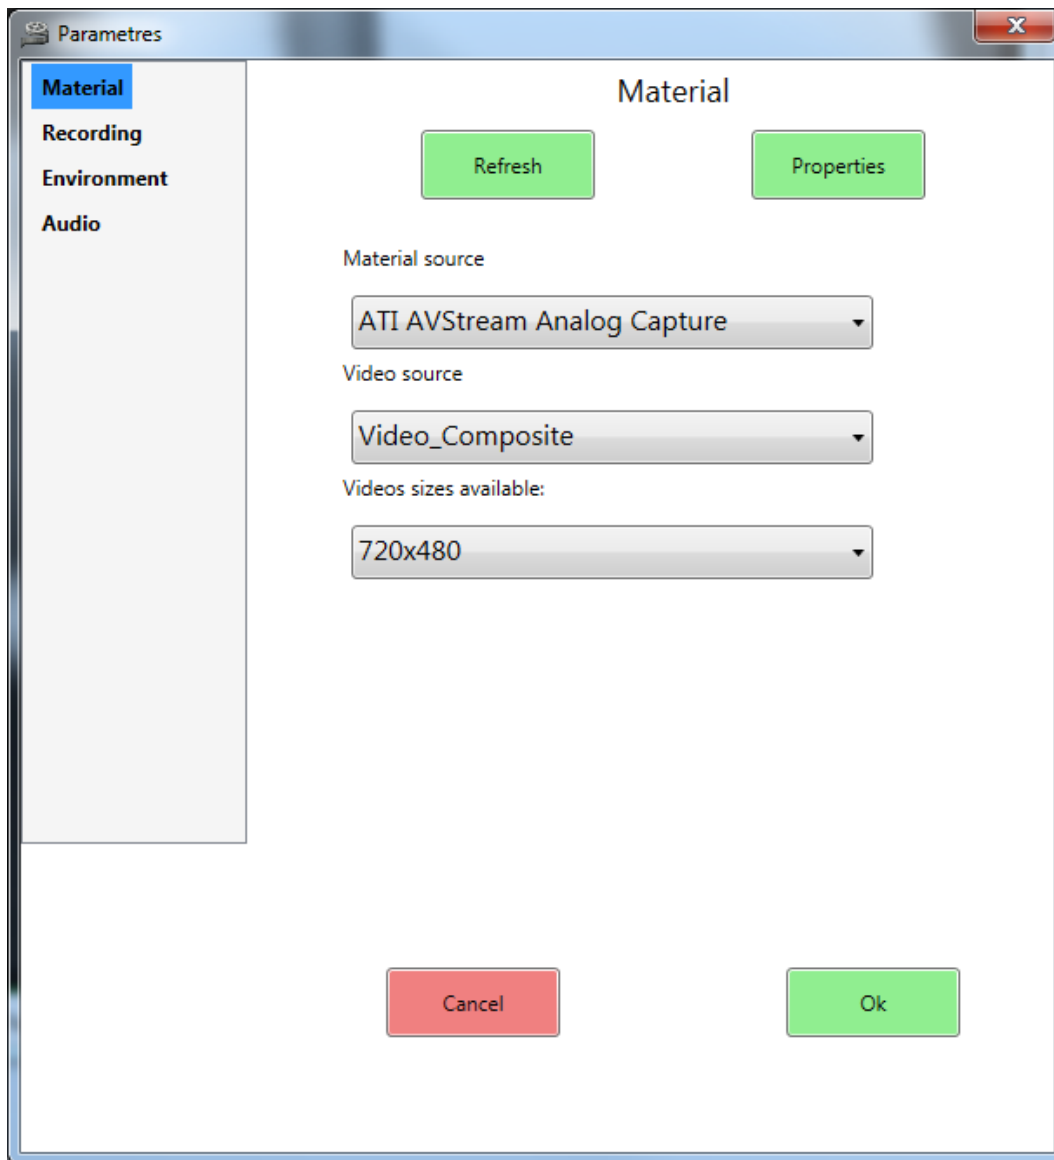 Parametres
Material
Recording
Environment
Audio
Material
Refresh
Properties
Material source
ATI AVStream Analog Capture
Video source
Video_Composite
Videos sizes available:
720x480
Cancel
Ok